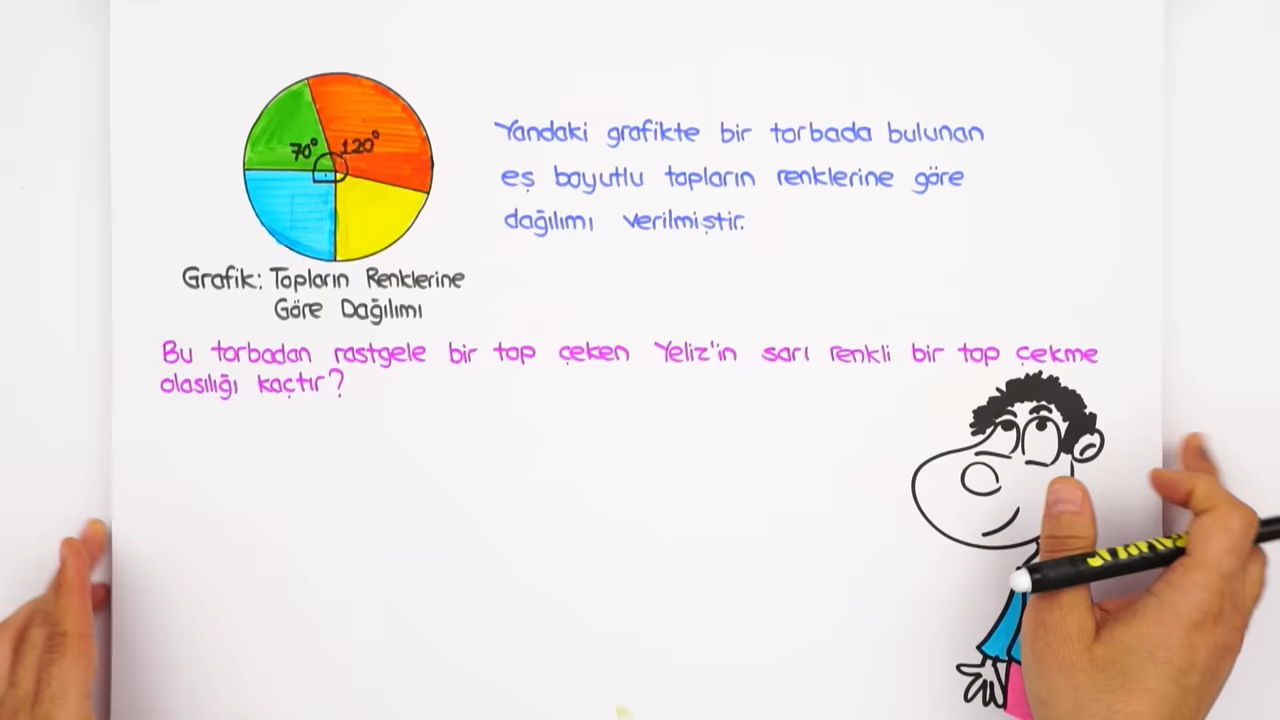 70° 120°
Yandaki grafikte bir torbada bulunan
eş boyutlu topların renklerine göre
dağılımı verilmiştir.
Grafik: Topların Renklerine
Göre Dağılımı
Bu torbadan rastgele bir top çeken Yeliz'in sarı renkli bir top çekme
olasılığı kaçtır?